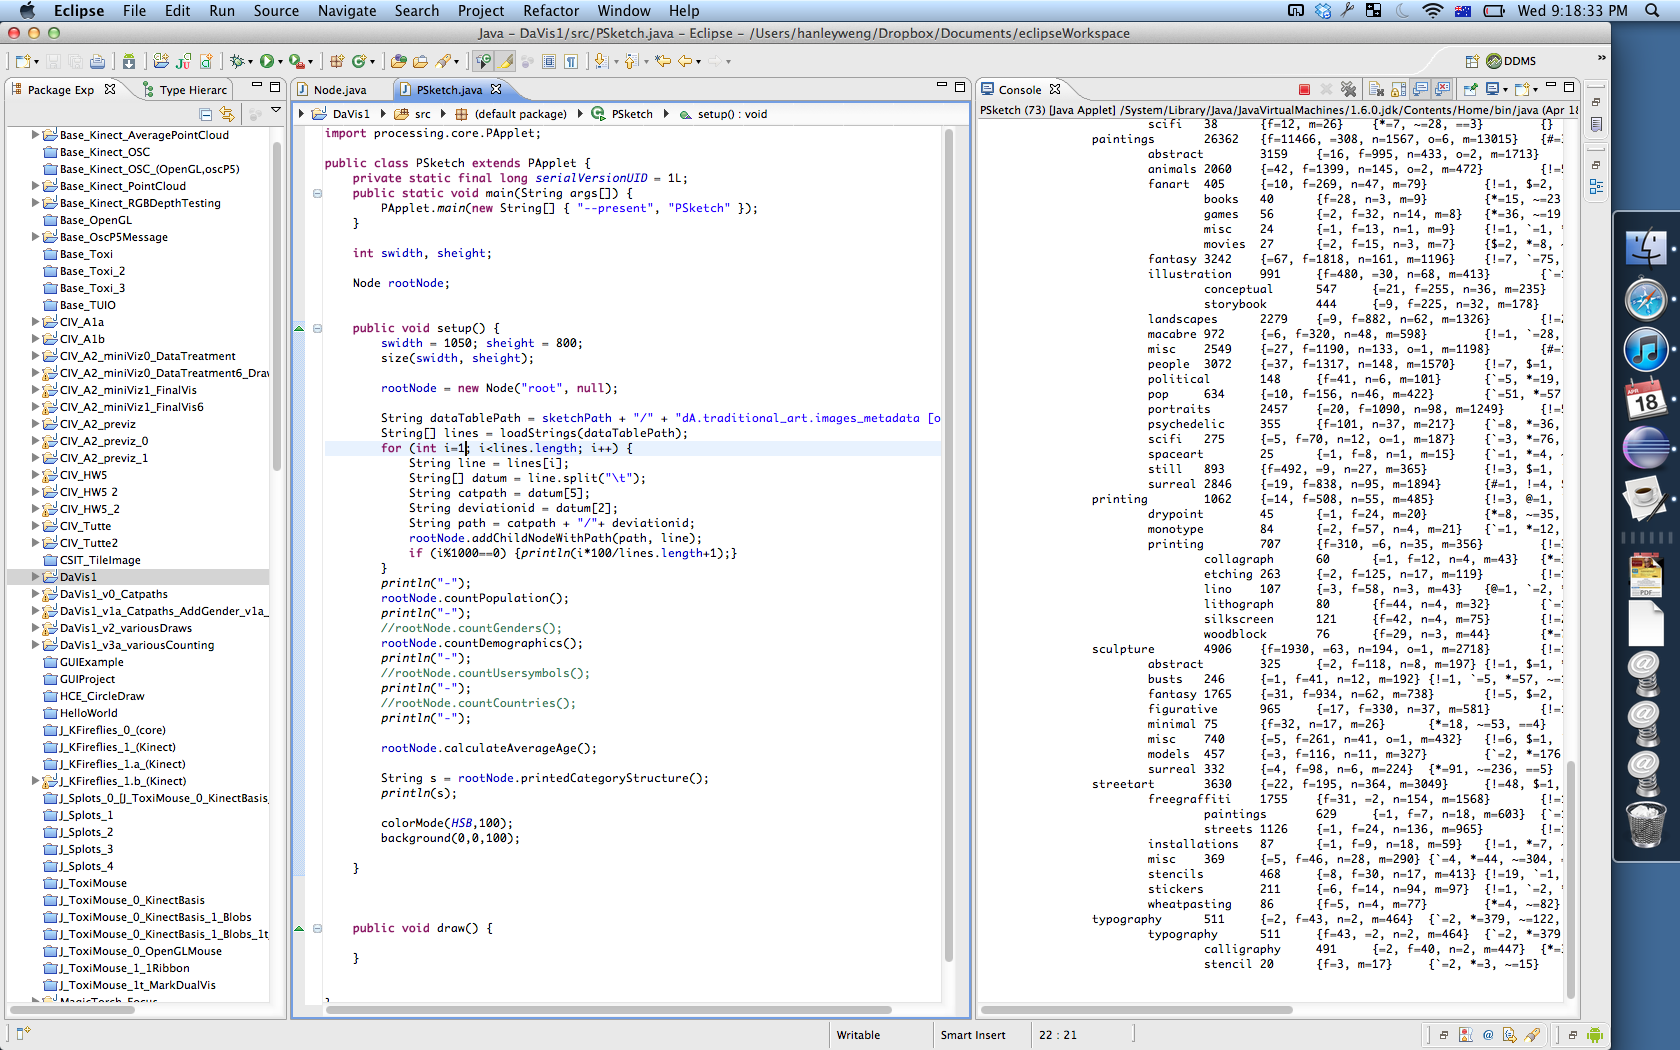 Eclipse File Edit Run Source Navigate Search Project Refactor Window Help Wed 9:18:33 PM
Java - DaVis1/src/PSketch.java - Eclipse - /Users/hanleyweng/Dropbox/Documents/eclipseWorkspace
DDMS
Package Exp
Type Hierarc
Base_Kinect_AveragePointCloud
Base_Kinect_OSC
Base_Kinect_OSC_(OpenGL,oscP5)
Base_Kinect_PointCloud
Base_Kinect_RGBDepthTesting
Base_OpenGL
Base_OscP5Message
Base_Toxi
Base_Toxi_2
Base_Toxi_3
Base_TUIO
CIV_A1a
CIV_A1b
CIV_A2_miniViz0_DataTreatment
CIV_A2_miniViz0_DataTreatment6_Drav
CIV_A2_miniViz1_FinalVis
CIV_A2_miniViz1_FinalVis6
CIV_A2_previz
CIV_A2_previz_0
CIV_A2_previz_1
CIV_HW5
CIV_HW5 2
CIV_HW5_2
CIV_Tutte
CIV_Tutte2
CSIT_TileImage
DaVis1
DaVis1_v0_Catpaths
DaVis1_v1a_Catpaths_AddGender_v1a_
DaVis1_v2_variousDraws
DaVis1_v3a_variousCounting
GUIExample
GUIProject
HCE_CircleDraw
HelloWorld
J_KFireflies_0_(core)
J_KFireflies_1_(Kinect)
J_KFireflies_1.a_(Kinect)
J_KFireflies_1.b_(Kinect)
J_Splots_0_[J_ToxiMouse_0_KinectBasis_
J_Splots_1
J_Splots_2
J_Splots_3
J_Splots_4
J_ToxiMouse
J_ToxiMouse_0_KinectBasis
J_ToxiMouse_0_KinectBasis_1_Blobs
J_ToxiMouse_0_KinectBasis_1_Blobs_1t_
J_ToxiMouse_0_OpenGLMouse
J_ToxiMouse_1_1Ribbon
J_ToxiMouse_1t_MarkDualVis
MagicTorch_Focus
Node.java
PSketch.java
DaVis1 src (default package) PSketch setup() : void
import processing.core.PApplet;
public class PSketch extends PApplet {
private static final long serialVersionUID = 1L;
public static void main(String args[]) {
PApplet.main(new String[] { "--present", "PSketch" });
}
int swidth, sheight;
Node rootNode;
public void setup() {
swidth = 1050; sheight = 800;
size(swidth, sheight);
rootNode = new Node("root", null);
String dataTablePath = sketchPath + "/" + "dA.traditional_art.images_metadata [o
String[] lines = loadStrings(dataTablePath);
for (int i=1; i<lines.length; i++) {
String line = lines[i];
String[] datum = line.split("\t");
String catpath = datum[5];
String deviationid = datum[2];
String path = catpath + "/"+ deviationid;
rootNode.addChildNodeWithPath(path, line);
if (i%1000==0) {println(i*100/lines.length+1);}
}
println("-");
rootNode.countPopulation();
println("-");
//rootNode.countGenders();
rootNode.countDemographics();
println("-");
//rootNode.countUsersymbols();
println("-");
//rootNode.countCountries();
println("-");
rootNode.calculateAverageAge();
String s = rootNode.printedCategoryStructure();
println(s);
colorMode(HSB,100);
background(0,0,100);
}
public void draw() {
}
}
Console
PSketch (73) [Java Applet] /System/Library/Java/JavaVirtualMachines/1.6.0.jdk/Contents/Home/bin/java (Apr 18
scifi 38 {f=12, m=26} {*=7, ~=28, ==3} {}
paintings 26362 {f=11466, =308, n=1567, o=6, m=13015} {#=
abstract 3159 {=16, f=995, n=433, o=2, m=1713}
animals 2060 {=42, f=1399, n=145, o=2, m=472} {!=
fanart 405 {=10, f=269, n=47, m=79} {!=1, $=2,
books 40 {f=28, n=3, m=9} {*=15, ~=23
games 56 {=2, f=32, n=14, m=8} {*=36, ~=19
misc 24 {=1, f=13, n=1, m=9} {!=1, `=1,
movies 27 {=2, f=15, n=3, m=7} {$=2, *=8,
fantasy 3242 {=67, f=1818, n=161, m=1196} {!=7, `=75,
illustration 991 {f=480, =30, n=68, m=413} {`=
conceptual 547 {=21, f=255, n=36, m=235}
storybook 444 {=9, f=225, n=32, m=178}
landscapes 2279 {=9, f=882, n=62, m=1326} {!=
macabre 972 {=6, f=320, n=48, m=598} {!=1, `=28,
misc 2549 {=27, f=1190, n=133, o=1, m=1198} {#=
people 3072 {=37, f=1317, n=148, m=1570} {!=7, $=1,
political 148 {f=41, n=6, m=101} {`=5, *=19,
pop 634 {=10, f=156, n=46, m=422} {`=51, *=57
portraits 2457 {=20, f=1090, n=98, m=1249} {!=
psychedelic 355 {f=101, n=37, m=217} {`=8, *=36,
scifi 275 {=5, f=70, n=12, o=1, m=187} {`=3, *=76,
spaceart 25 {=1, f=8, n=1, m=15} {`=1, *=4,
still 893 {f=492, =9, n=27, m=365} {!=3, $=1,
surreal 2846 {=19, f=838, n=95, m=1894} {#=1, !=4,
printing 1062 {=14, f=508, n=55, m=485} {!=3, @=1,
drypoint 45 {=1, f=24, m=20} {*=8, ~=35,
monotype 84 {=2, f=57, n=4, m=21} {`=1, *=12,
printing 707 {f=310, =6, n=35, m=356} {!=
collagraph 60 {=1, f=12, n=4, m=43} {*=
etching 263 {=2, f=125, n=17, m=119} {!=
lino 107 {=3, f=58, n=3, m=43} {@=1, `=2,
lithograph 80 {f=44, n=4, m=32} {`=
silkscreen 121 {f=42, n=4, m=75} {!=
woodblock 76 {f=29, n=3, m=44} {*=
sculpture 4906 {f=1930, =63, n=194, o=1, m=2718} {!=
abstract 325 {=2, f=118, n=8, m=197} {!=1, $=1,
busts 246 {=1, f=41, n=12, m=192} {!=1, `=5, *=57, ~=
fantasy 1765 {=31, f=934, n=62, m=738} {!=5, $=2,
figurative 965 {=17, f=330, n=37, m=581} {!=
minimal 75 {f=32, n=17, m=26} {*=18, ~=53, ==4}
misc 740 {=5, f=261, n=41, o=1, m=432} {!=6, $=1,
models 457 {=3, f=116, n=11, m=327} {`=2, *=176
surreal 332 {=4, f=98, n=6, m=224} {*=91, ~=236, ==5}
streetart 3630 {=22, f=195, n=364, m=3049} {!=48, $=1,
freegraffiti 1755 {f=31, =2, n=154, m=1568} {!=
paintings 629 {=1, f=7, n=18, m=603} {`=
streets 1126 {=1, f=24, n=136, m=965} {!=
installations 87 {=1, f=9, n=18, m=59} {!=1, *=7,
misc 369 {=5, f=46, n=28, m=290} {`=4, *=44, ~=304,
stencils 468 {=8, f=30, n=17, m=413} {!=19, `=1,
stickers 211 {=6, f=14, n=94, m=97} {!=1, `=2,
wheatpasting 86 {f=5, n=4, m=77} {*=4, ~=82}
typography 511 {=2, f=43, n=2, m=464} {`=2, *=379, ~=122,
typography 511 {f=43, =2, n=2, m=464} {`=2, *=379
calligraphy 491 {=2, f=40, n=2, m=447} {*=
stencil 20 {f=3, m=17} {`=2, *=3, ~=15}
Writable Smart Insert 22 : 21
APR
18
PDF